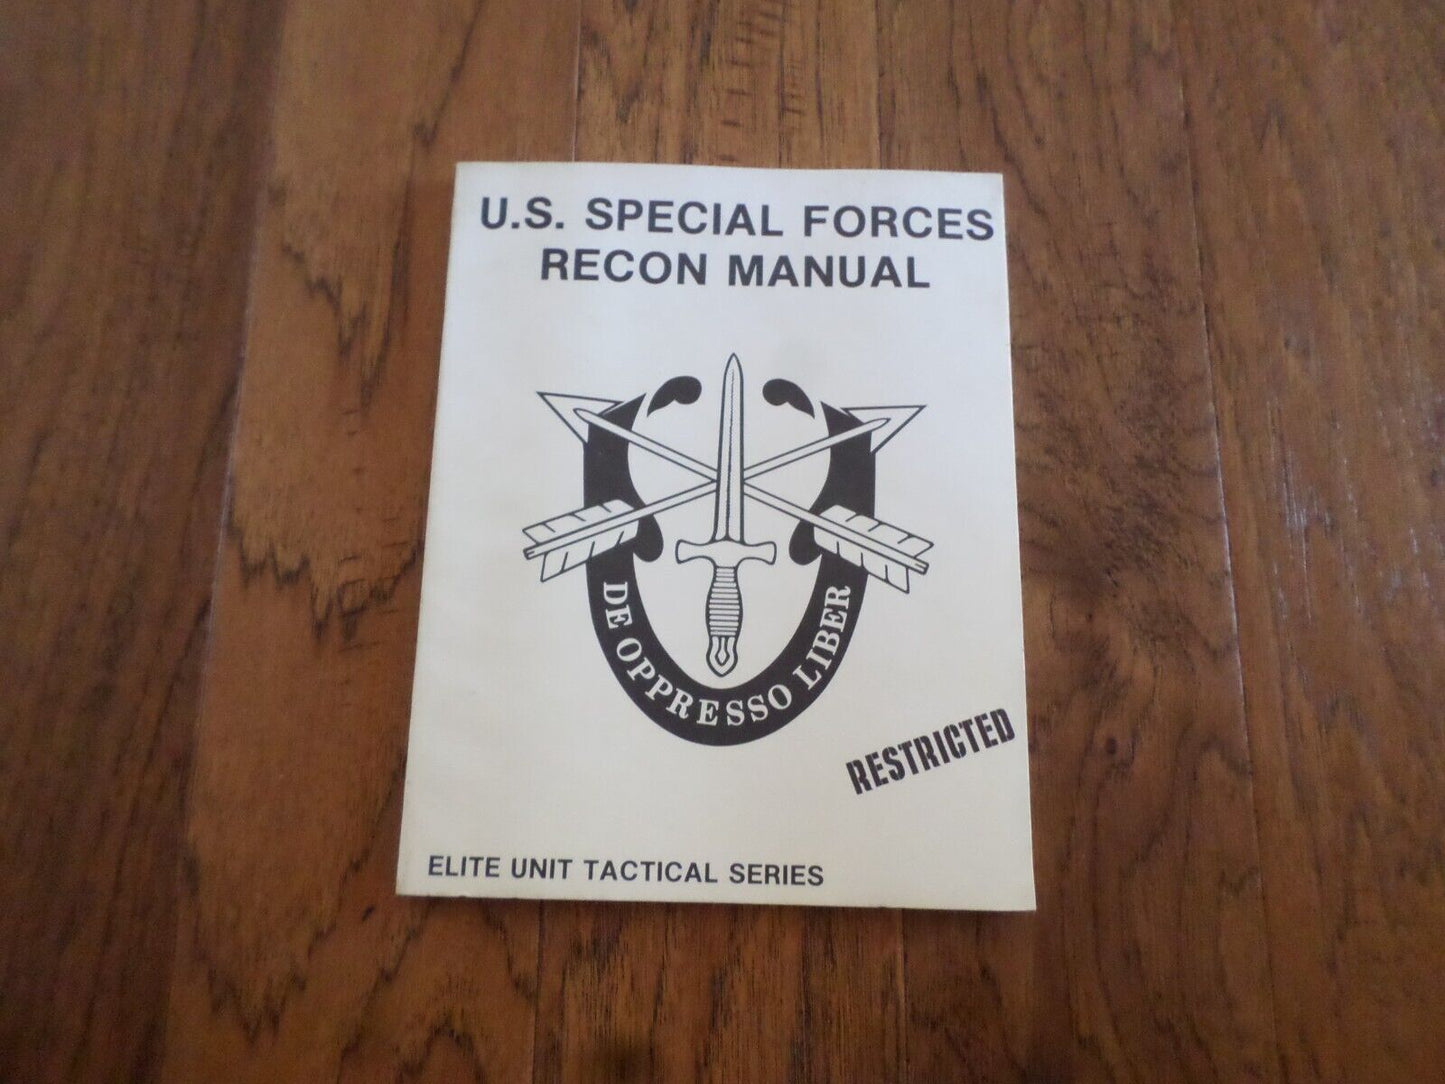 U.S. SPECIAL FORCES
RECON MANUAL
DE OPPRESSO LIBER
RESTRICTED
ELITE UNIT TACTICAL SERIES